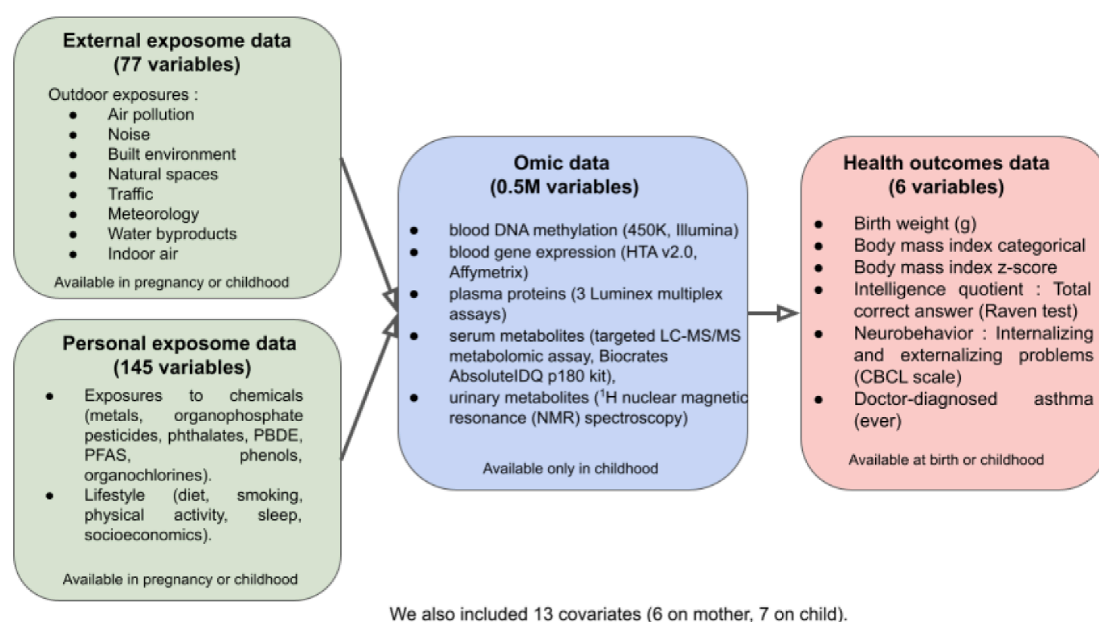 External exposome data
(77 variables)
Outdoor exposures :
● Air pollution
● Noise
● Built environment
● Natural spaces
● Traffic
● Meteorology
● Water byproducts
● Indoor air
Available in pregnancy or childhood
Personal exposome data
(145 variables)
● Exposures to chemicals
(metals, organophosphate
pesticides, phthalates, PBDE,
PFAS, phenols,
organochlorines).
● Lifestyle (diet, smoking,
physical activity, sleep,
socioeconomics).
Available in pregnancy or childhood
Omic data
(0.5M variables)
● blood DNA methylation (450K, Illumina)
● blood gene expression (HTA v2.0,
Affymetrix)
● plasma proteins (3 Luminex multiplex
assays)
● serum metabolites (targeted LC-MS/MS
metabolomic assay, Biocrates
AbsoluteIDQ p180 kit),
● urinary metabolites (¹H nuclear magnetic
resonance (NMR) spectroscopy)
Available only in childhood
Health outcomes data
(6 variables)
● Birth weight (g)
● Body mass index categorical
● Body mass index z-score
● Intelligence quotient : Total
correct answer (Raven test)
● Neurobehavior : Internalizing
and externalizing problems
(CBCL scale)
● Doctor-diagnosed asthma
(ever)
Available at birth or childhood
We also included 13 covariates (6 on mother, 7 on child).